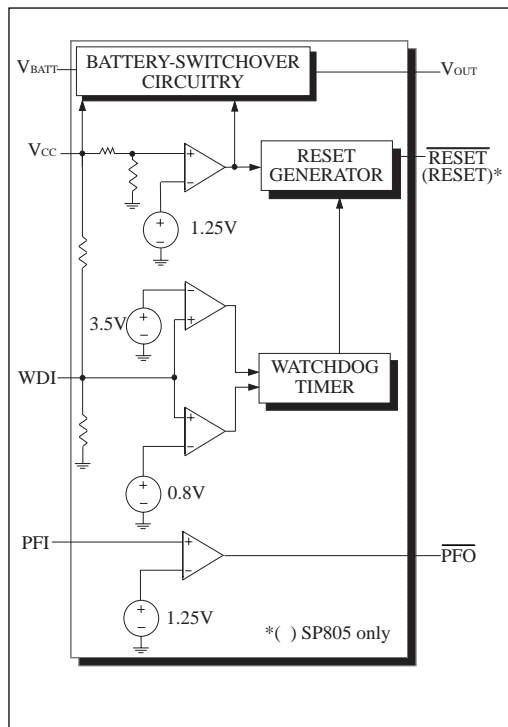 BATTERY-SWITCHOVER
CIRCUITRY
VBATT
VOUT
VCC
+
−
RESET
GENERATOR
RESET
(RESET)*
+
−
1.25V
−
+
+
−
3.5V
WDI
WATCHDOG
TIMER
+
−
+
−
0.8V
PFI
+
−
PFO
+
−
1.25V
*( ) SP805 only